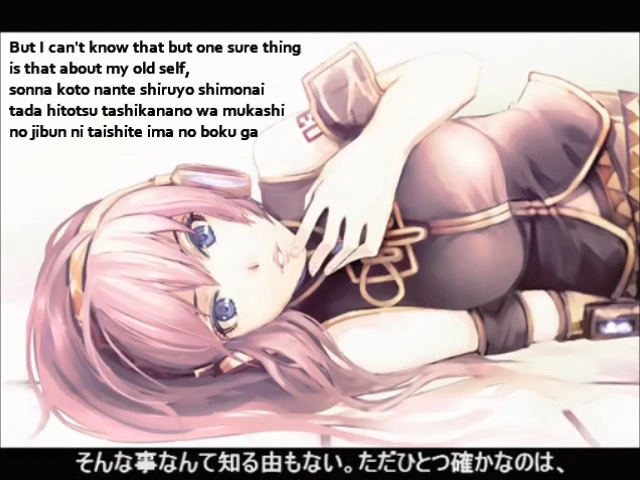 But I can't know that but one sure thing
is that about my old self,
sonna koto nante shiruyo shimonai
tada hitotsu tashikanano wa mukashi
no jibun ni taishite ima no boku ga
そんな事なんて知る由もない。ただひとつ確かなのは、